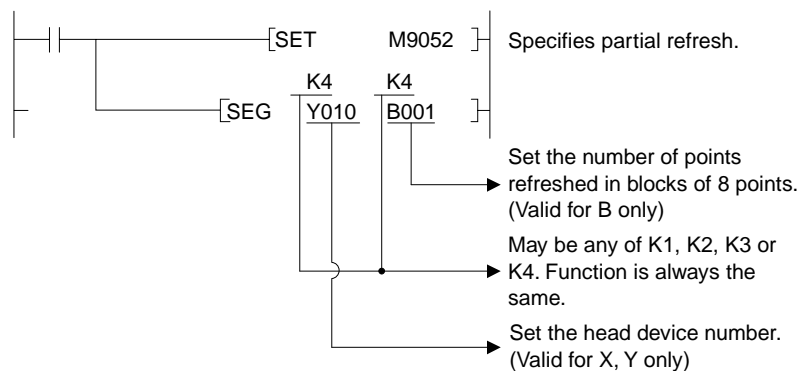 SET M9052 Specifies partial refresh.
K4 K4
SEG Y010 B001
Set the number of points
refreshed in blocks of 8 points.
(Valid for B only)
May be any of K1, K2, K3 or
K4. Function is always the
same.
Set the head device number.
(Valid for X, Y only)